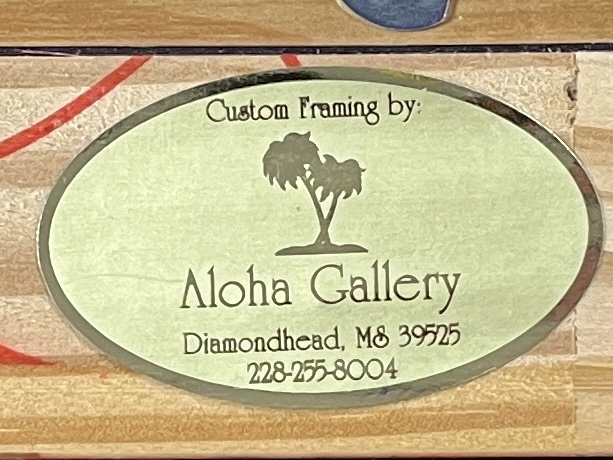 Custom Framing by:
Aloha Gallery
Diamondhead, MS 39525
228-255-8004